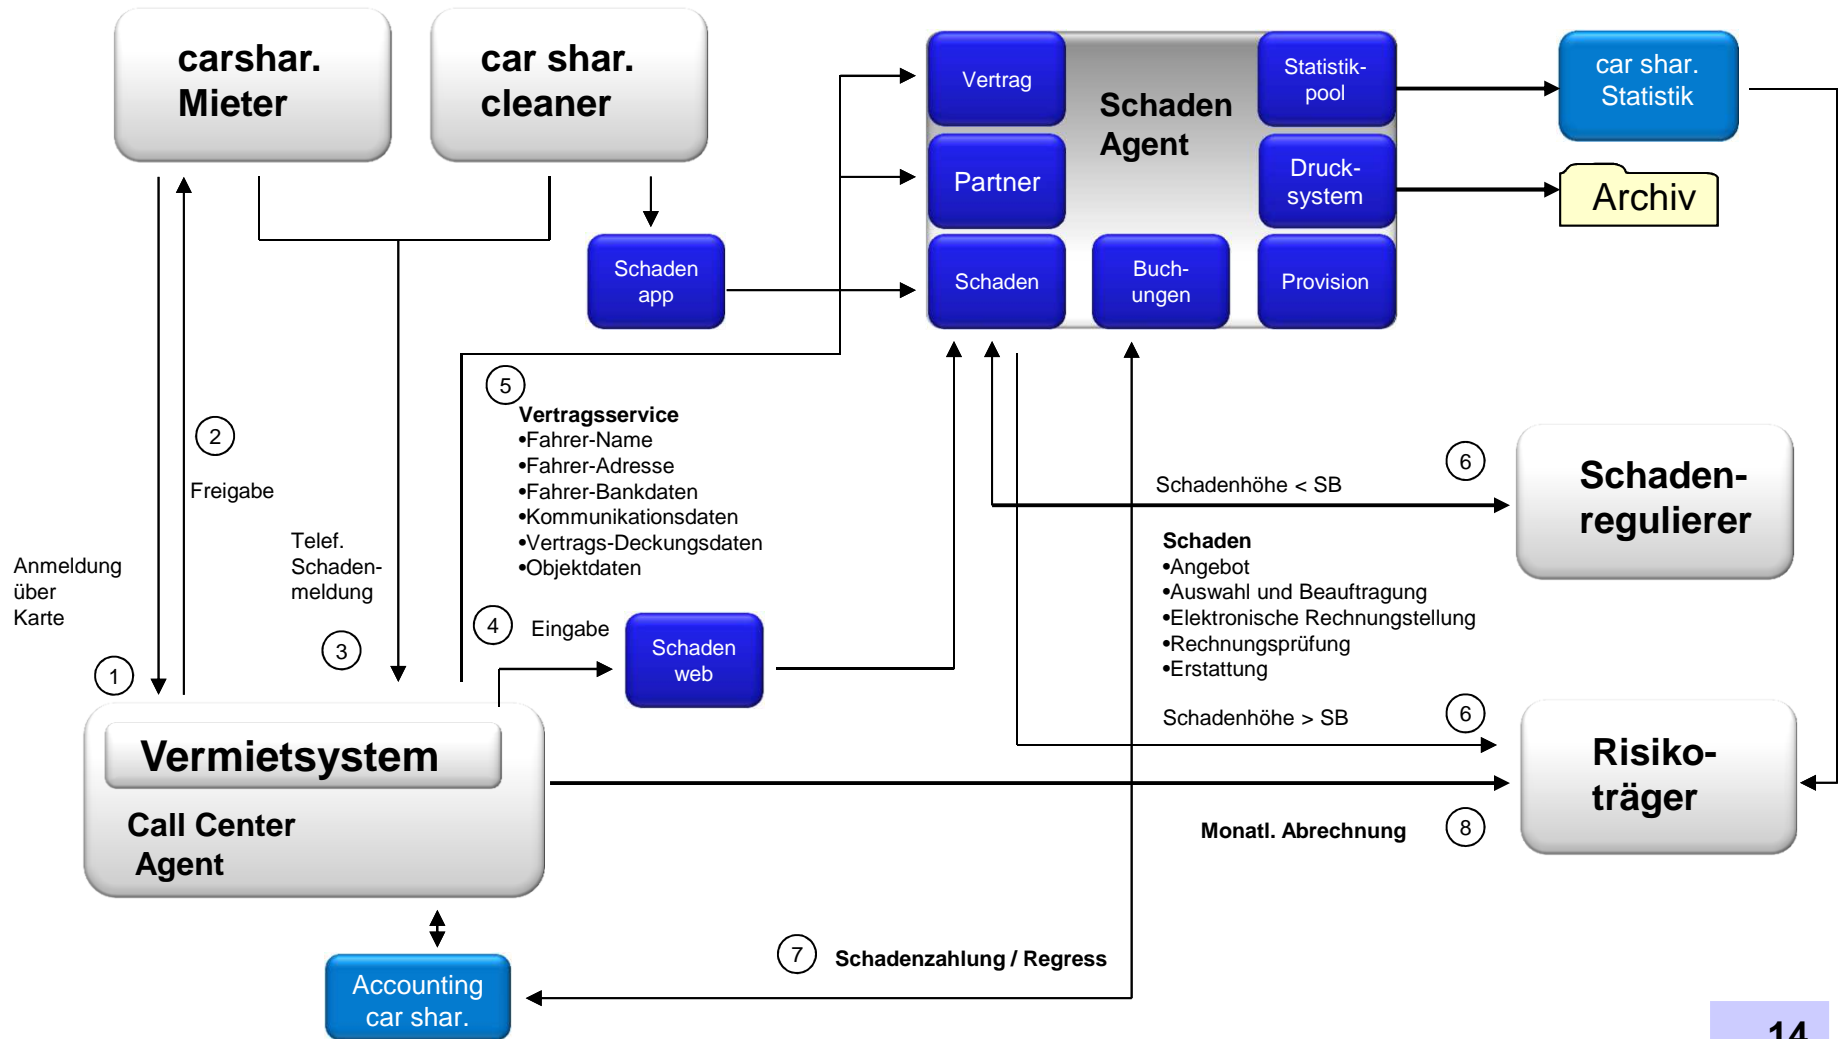 carshar.
Mieter
car shar.
cleaner
Vertrag
Partner
Schaden
Schaden
Agent
Buch-
ungen
Statistik-
pool
Druck-
system
Provision
car shar.
Statistik
Archiv
Schaden
app
5
Vertragsservice
•Fahrer-Name
•Fahrer-Adresse
•Fahrer-Bankdaten
•Kommunikationsdaten
•Vertrags-Deckungsdaten
•Objektdaten
2
Freigabe
Anmeldung
über
Karte
1
Telef.
Schaden-
meldung
3
4
Eingabe
Schaden
web
Schadenhöhe < SB
6
Schaden-
regulierer
Schaden
•Angebot
•Auswahl und Beauftragung
•Elektronische Rechnungstellung
•Rechnungsprüfung
•Erstattung
Schadenhöhe > SB
6
Risiko-
träger
Vermietsystem
Call Center
Agent
Monatl. Abrechnung
8
7
Schadenzahlung / Regress
Accounting
car shar.
14